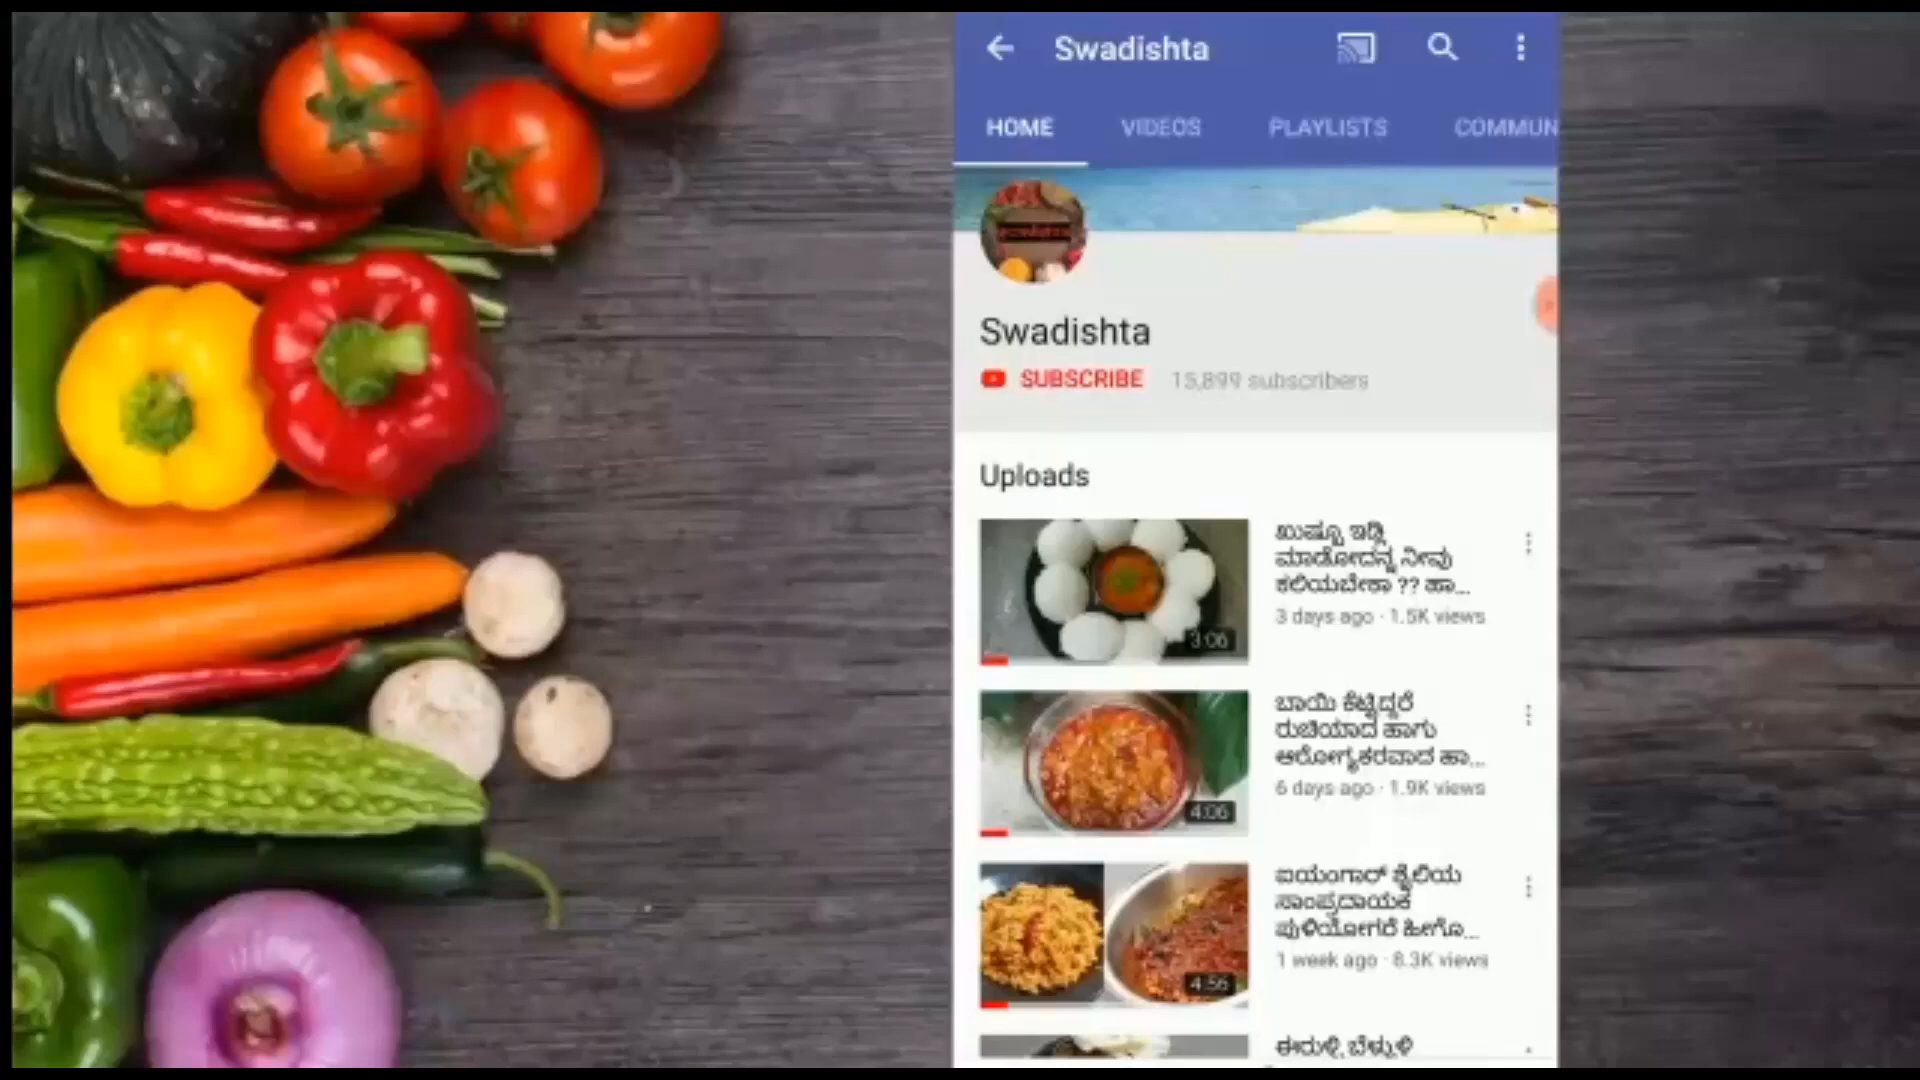 Swadishta
HOME VIDEOS PLAYLISTS COMMUN
Swadishta
SUBSCRIBE 15,899 subscribers
Uploads
ಖುಷ್ಬೂ ಇಡ್ಲಿ
ಮಾಡೋದನ್ನ ನೀವು
ಕಲಿಯಬೇಕಾ ?? ಹಾ...
3 days ago · 1.5K views
3:06
ಬಾಯಿ ಕೆಟ್ಟಿದ್ದರೆ
ರುಚಿಯಾದ ಹಾಗು
ಆರೋಗ್ಯಕರವಾದ ಹಾ...
6 days ago · 1.9K views
4:06
ಐಯಂಗಾರ್ ಶೈಲಿಯ
ಸಾಂಪ್ರದಾಯಕ
ಪುಳಿಯೋಗರೆ ಹೀಗೊ...
1 week ago · 8.3K views
4:56
ಈರುಳ್ಳಿ ಬೆಳ್ಳುಳ್ಳಿ